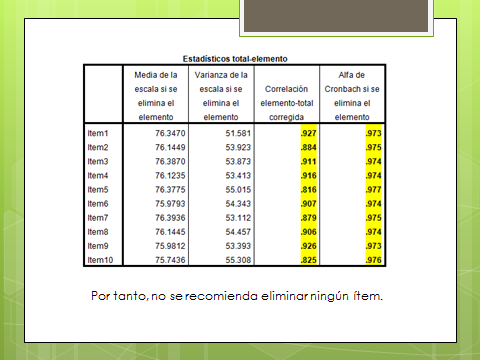 Estadísticos total-elemento
Media de la escala si se elimina el elemento Varianza de la escala si se elimina el elemento Correlación elemento-total corregida Alfa de Cronbach si se elimina el elemento
Item1 76.3470 51.581 .927 .973
Item2 76.1449 53.923 .884 .975
Item3 76.3870 53.873 .911 .974
Item4 76.1235 53.413 .916 .974
Item5 76.3775 55.015 .816 .977
Item6 75.9793 54.343 .907 .974
Item7 76.3936 53.112 .879 .975
Item8 76.1445 54.457 .906 .974
Item9 75.9812 53.393 .926 .973
Item10 75.7436 55.308 .825 .976
Por tanto, no se recomienda eliminar ningún ítem.